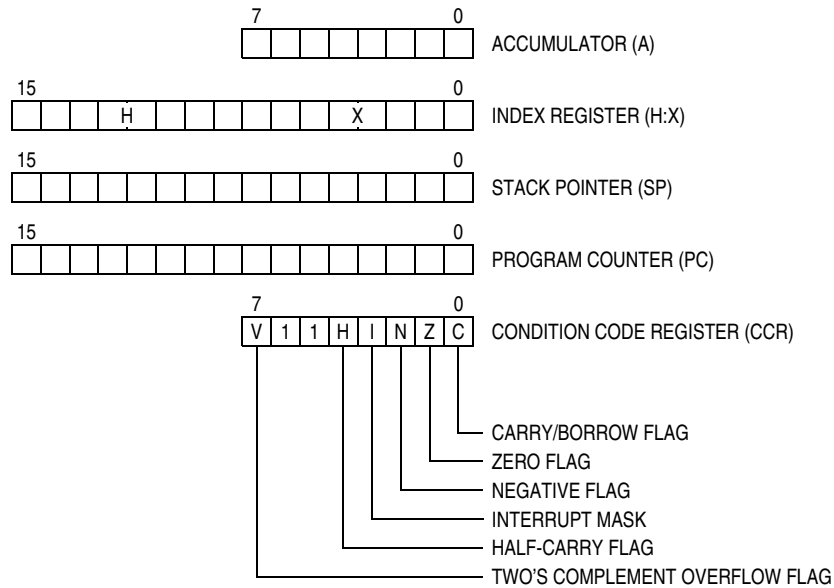 7 0
ACCUMULATOR (A)
15 0
H X INDEX REGISTER (H:X)
15 0
STACK POINTER (SP)
15 0
PROGRAM COUNTER (PC)
7 0
V 1 1 H I N Z C CONDITION CODE REGISTER (CCR)
CARRY/BORROW FLAG
ZERO FLAG
NEGATIVE FLAG
INTERRUPT MASK
HALF-CARRY FLAG
TWO'S COMPLEMENT OVERFLOW FLAG